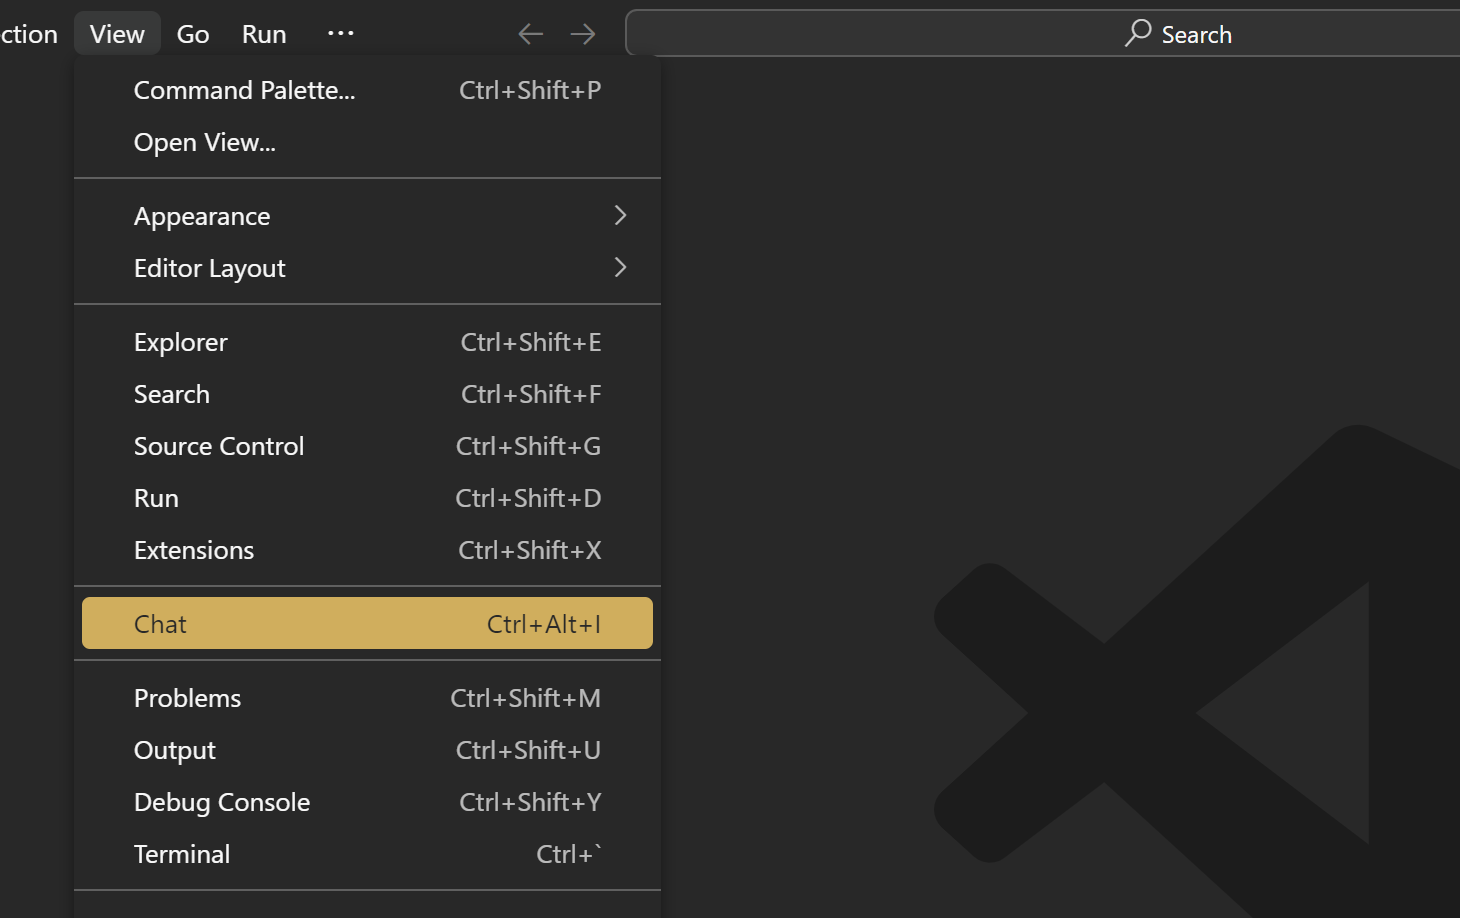 ction View Go Run ··· ← → Search
Command Palette... Ctrl+Shift+P
Open View...
Appearance >
Editor Layout >
Explorer Ctrl+Shift+E
Search Ctrl+Shift+F
Source Control Ctrl+Shift+G
Run Ctrl+Shift+D
Extensions Ctrl+Shift+X
Chat Ctrl+Alt+I
Problems Ctrl+Shift+M
Output Ctrl+Shift+U
Debug Console Ctrl+Shift+Y
Terminal Ctrl+`